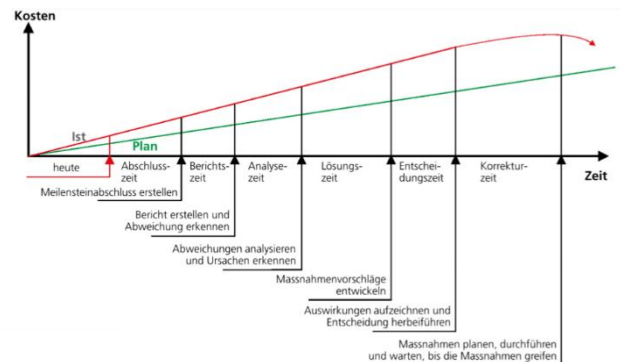 Kosten
Ist
Plan
heute
Abschluss-
zeit
Berichts-
zeit
Analyse-
zeit
Lösungs-
zeit
Entschei-
dungszeit
Korrektur-
zeit
Zeit
Meilensteinabschluss erstellen
Bericht erstellen und
Abweichung erkennen
Abweichungen analysieren
und Ursachen erkennen
Massnahmenvorschläge
entwickeln
Auswirkungen aufzeichnen und
Entscheidung herbeiführen
Massnahmen planen, durchführen
und warten, bis die Massnahmen greifen